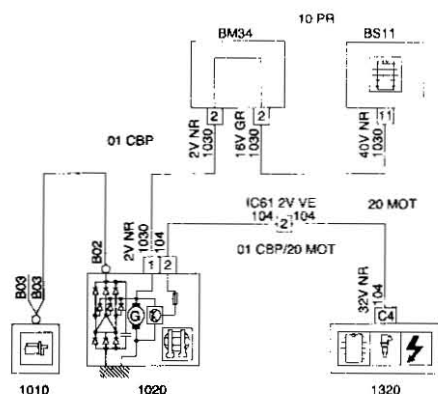 10 PR
BM34
BS11
2
2
11
2V NR
1030
16V GR
1030
40V NR
1030
01 CBP
IC61 2V VE
104
2
104
20 MOT
01 CBP/20 MOT
2V NR
1030
104
B02
B03
B03
1
2
32V NR
104
C4
G
1010
1020
1320